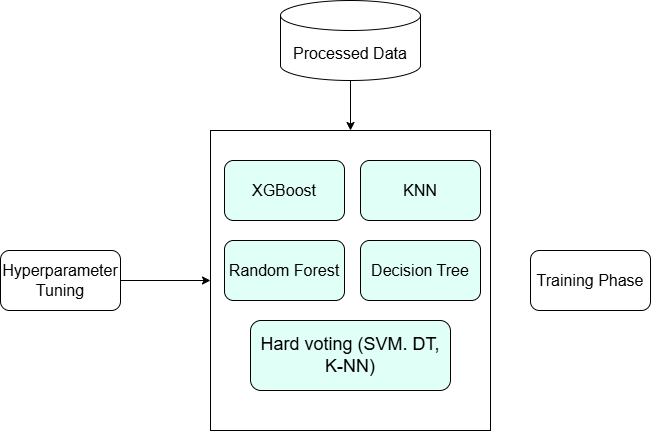 Processed Data
XGBoost
KNN
Hyperparameter
Tuning
Random Forest
Decision Tree
Training Phase
Hard voting (SVM. DT,
K-NN)